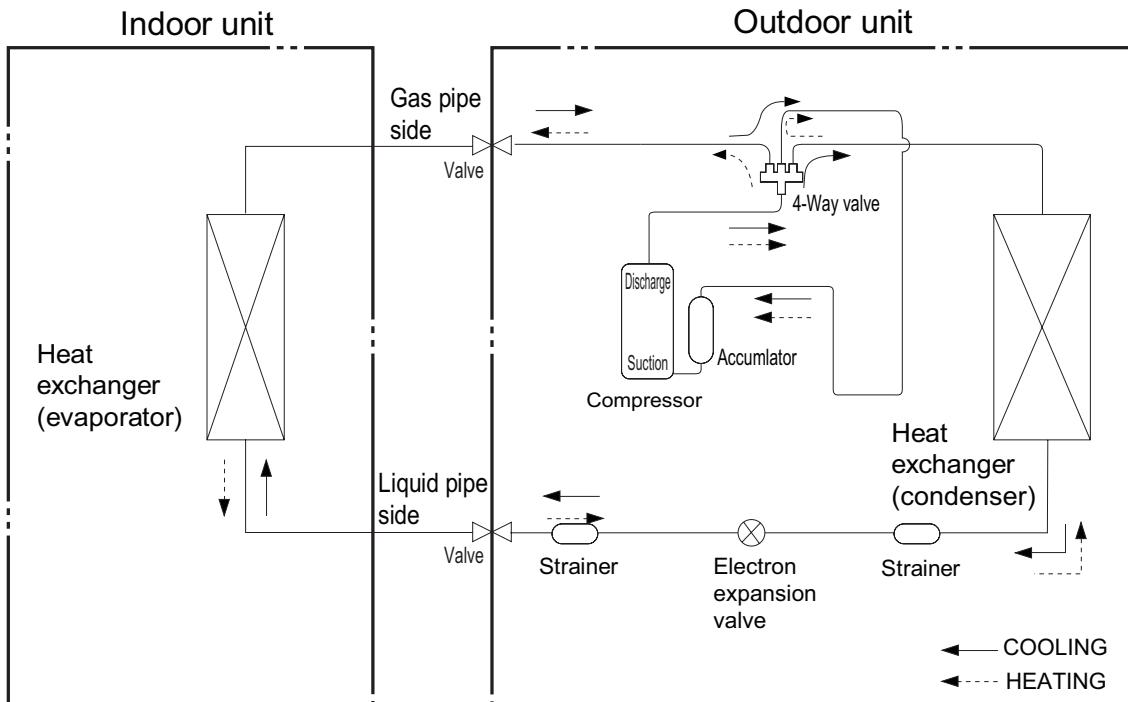 Indoor unit
Outdoor unit
Gas pipe
side
Valve
4-Way valve
Discharge
Suction
Accumlator
Compressor
Heat
exchanger
(evaporator)
Heat
exchanger
(condenser)
Liquid pipe
side
Valve
Strainer
Electron
expansion
valve
Strainer
COOLING
HEATING